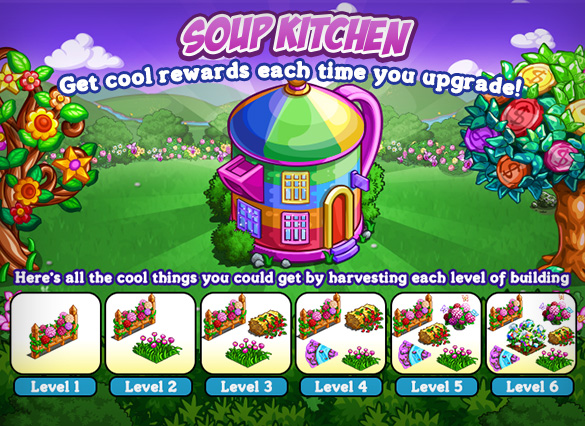 SOUP KITCHEN
Get cool rewards each time you upgrade!
Here's all the cool things you could get by harvesting each level of building
Level 1 Level 2 Level 3 Level 4 Level 5 Level 6